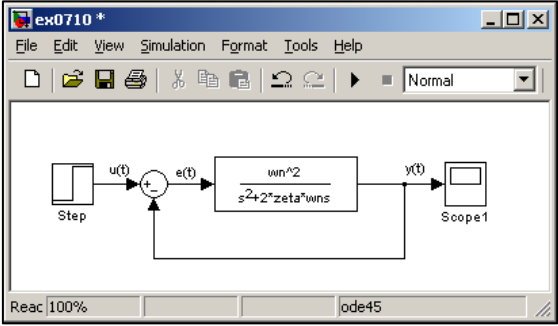 ex0710 *
File Edit View Simulation Format Tools Help
Normal
u(t) e(t) wn^2 y(t)
+ - s2+2*zeta*wns
Step Scope1
Reac 100% ode45